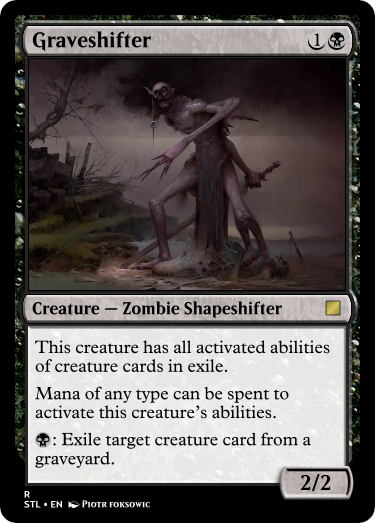 Graveshifter 1
Creature — Zombie Shapeshifter
This creature has all activated abilities
of creature cards in exile.
Mana of any type can be spent to
activate this creature's abilities.
: Exile target creature card from a
graveyard.
2/2
R
STL • EN Piotr foksowic